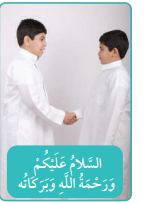 السَّلامُ عَلَيْكُمْ
وَرَحْمَةُ اللَّهِ وَبَرَكَاتُه